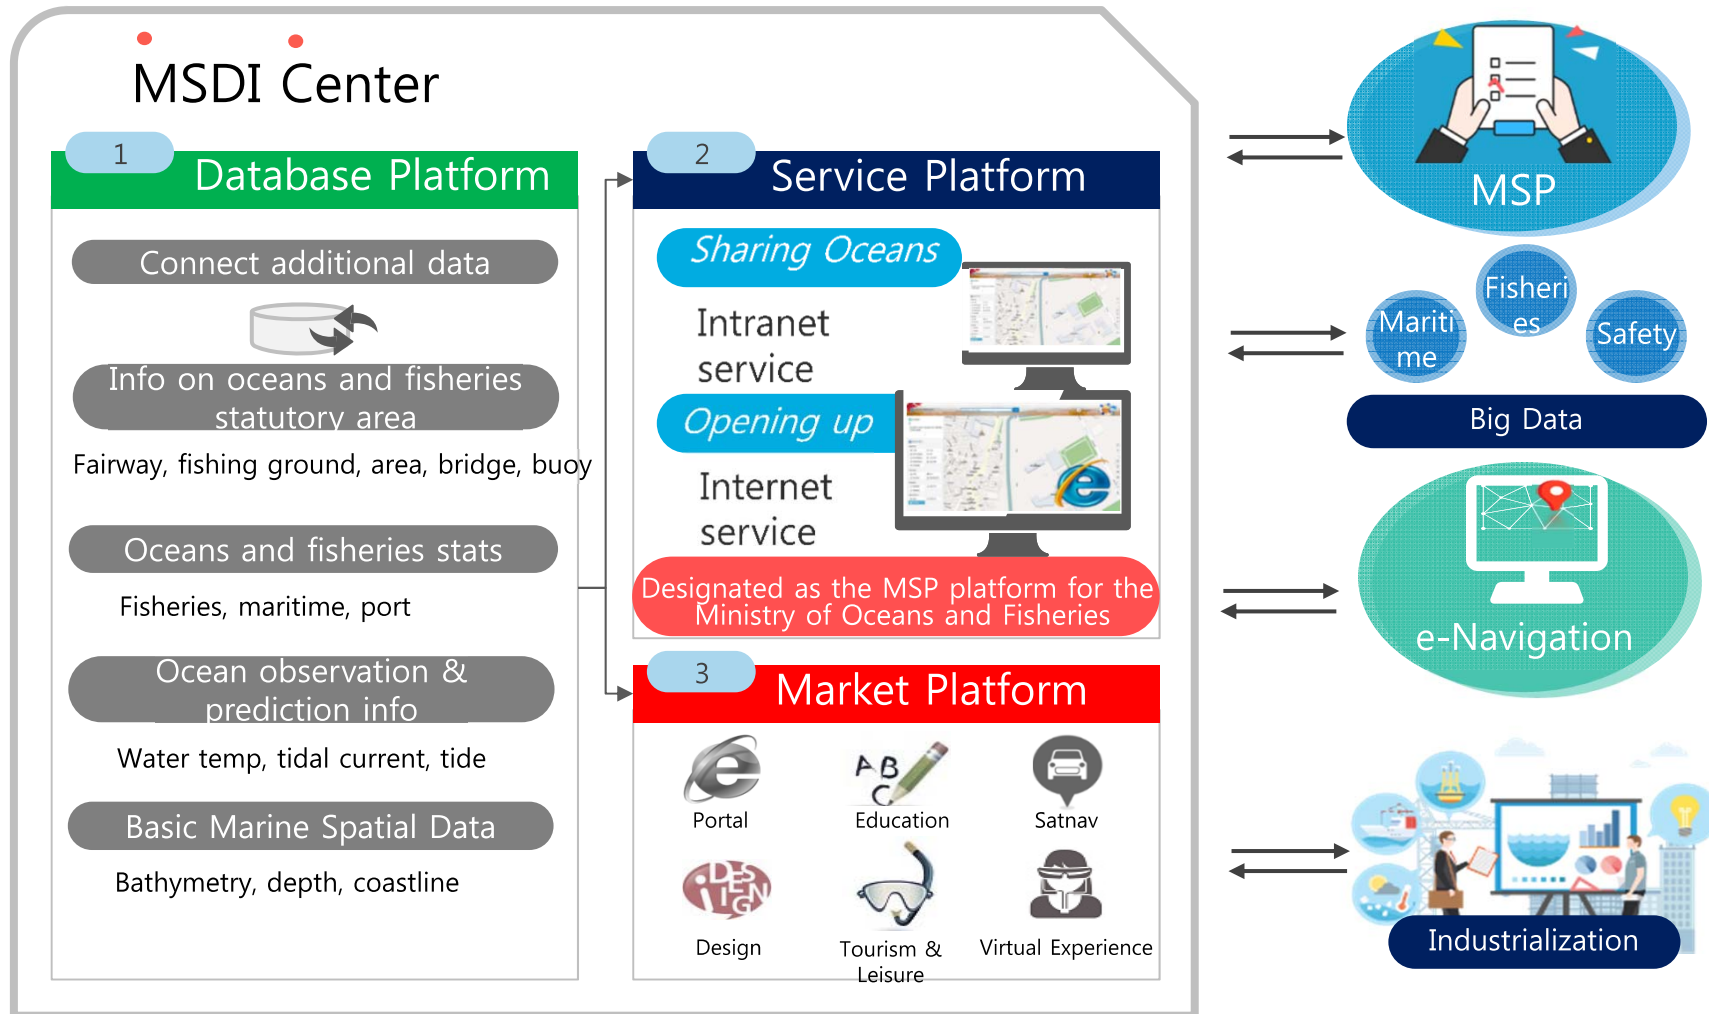 MSDI Center
1
Database Platform
Connect additional data
Info on oceans and fisheries
statutory area
Fairway, fishing ground, area, bridge, buoy
Oceans and fisheries stats
Fisheries, maritime, port
Ocean observation &
prediction info
Water temp, tidal current, tide
Basic Marine Spatial Data
Bathymetry, depth, coastline
2
Service Platform
Sharing Oceans
Intranet
service
Opening up
Internet
service
Designated as the MSP platform for the
Ministry of Oceans and Fisheries
3
Market Platform
A B
C
Portal
Education
Satnav
DESIGN
Design
Tourism &
Leisure
Virtual Experience
MSP
Mariti
me
Fisheri
es
Safety
Big Data
e-Navigation
Industrialization